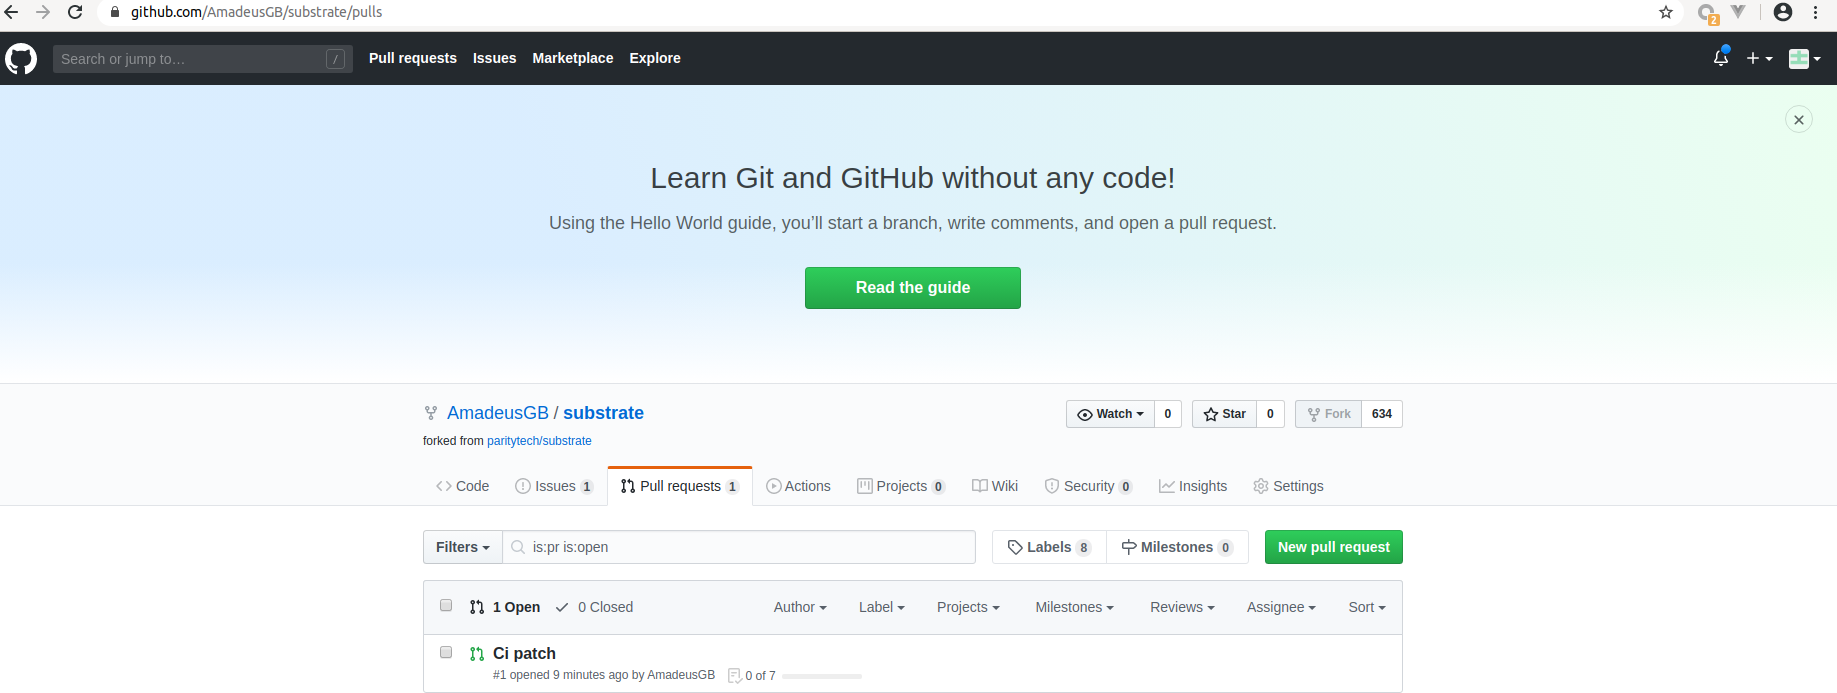 github.com/AmadeusGB/substrate/pulls
2
Search or jump to... / Pull requests Issues Marketplace Explore
Learn Git and GitHub without any code!
Using the Hello World guide, you’ll start a branch, write comments, and open a pull request.
Read the guide
AmadeusGB / substrate Watch 0 Star 0 Fork 634
forked from paritytech/substrate
Code Issues 1 Pull requests 1 Actions Projects 0 Wiki Security 0 Insights Settings
Filters is:pr is:open Labels 8 Milestones 0 New pull request
1 Open 0 Closed Author Label Projects Milestones Reviews Assignee Sort
Ci patch
#1 opened 9 minutes ago by AmadeusGB 0 of 7